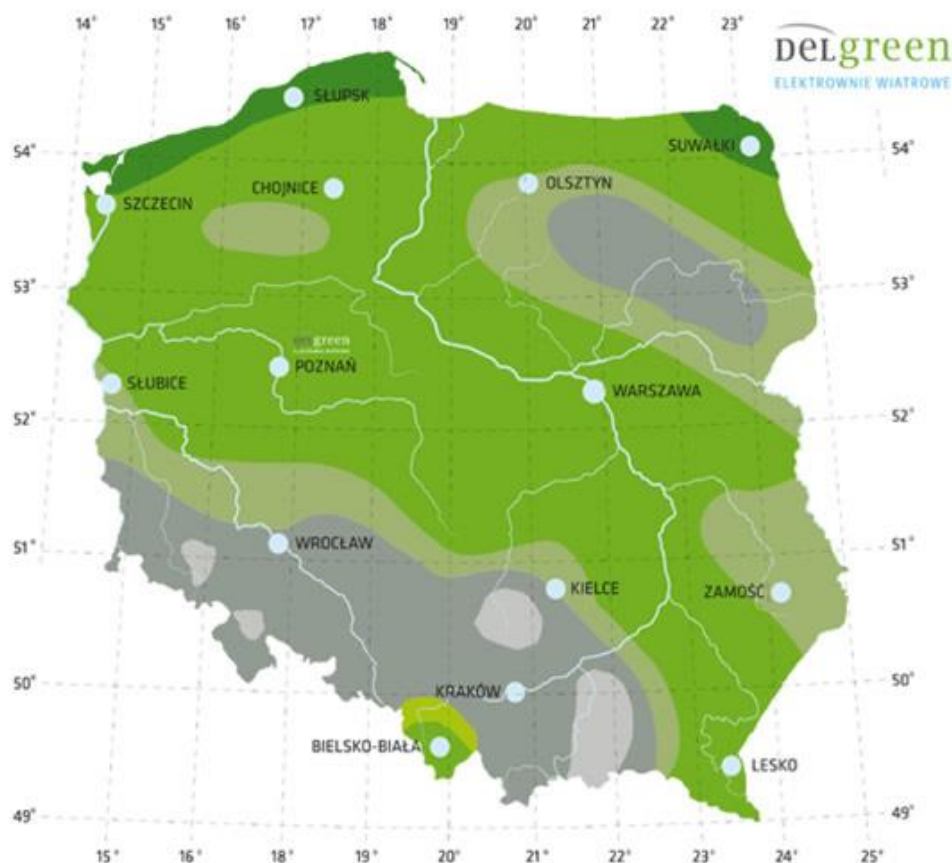 14° 15° 16° 17° 18° 19° 20° 21° 22° 23°
DELgreen
ELEKTROWNIE WIATROWE
SŁUPSK
54° SUWAŁKI 54°
CHOJNICE OLSZTYN
SZCZECIN
53° 53°
DELgreen
POZNAŃ
SŁUBICE WARSZAWA
52° 52°
WROCŁAW
51° 51°
KIELCE ZAMOŚĆ
50° KRAKÓW 50°
BIELSKO-BIAŁA LESKO
49° 49°
15° 16° 17° 18° 19° 20° 21° 22° 23° 24° 25°